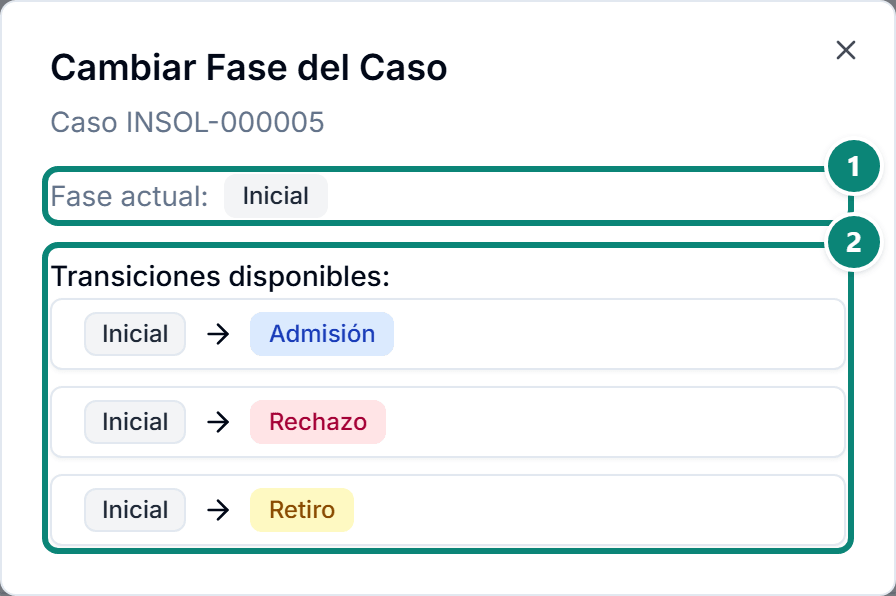 Cambiar Fase del Caso
Caso INSOL-000005
1
Fase actual: Inicial
2
Transiciones disponibles:
Inicial → Admisión
Inicial → Rechazo
Inicial → Retiro